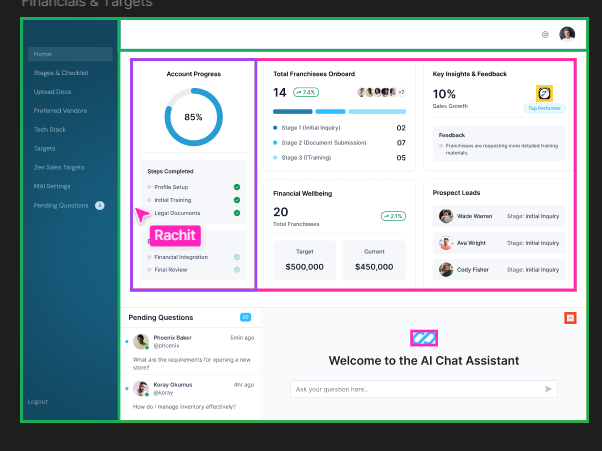 Financials & Targets
Home
Stages & Checklist
Upload Docs
Preferred Vendors
Tech Stack
Targets
Zee Sales Targets
MAI Settings
Pending Questions
Logout
Account Progress
85%
Steps Completed
Profile Setup
Initial Training
Legal Documents
Rachit
Financial Integration
Final Review
Total Franchisees Onboard
14 7.4% +7
Stage 1 (Initial Inquiry) 02
Stage 2 (Document Submission) 07
Stage 3 (ITraining) 05
Financial Wellbeing
20 2.1%
Total Franchisees
Target Current
$500,000 $450,000
Key Insights & Feedback
10%
Sales Growth
Top Performer
Feedback
Franchisees are requesting more detailed training
materials.
Prospect Leads
Wade Warren Stage: Initial Inquiry
Ava Wright Stage: Initial Inquiry
Cody Fisher Stage: Initial Inquiry
Pending Questions
Phoenix Baker 5min ago
@phoenix
What are the requirements for opening a new
store?
Koray Okumus 4hr ago
@koray
How do I manage inventory effectively?
Welcome to the AI Chat Assistant
Ask your question here..